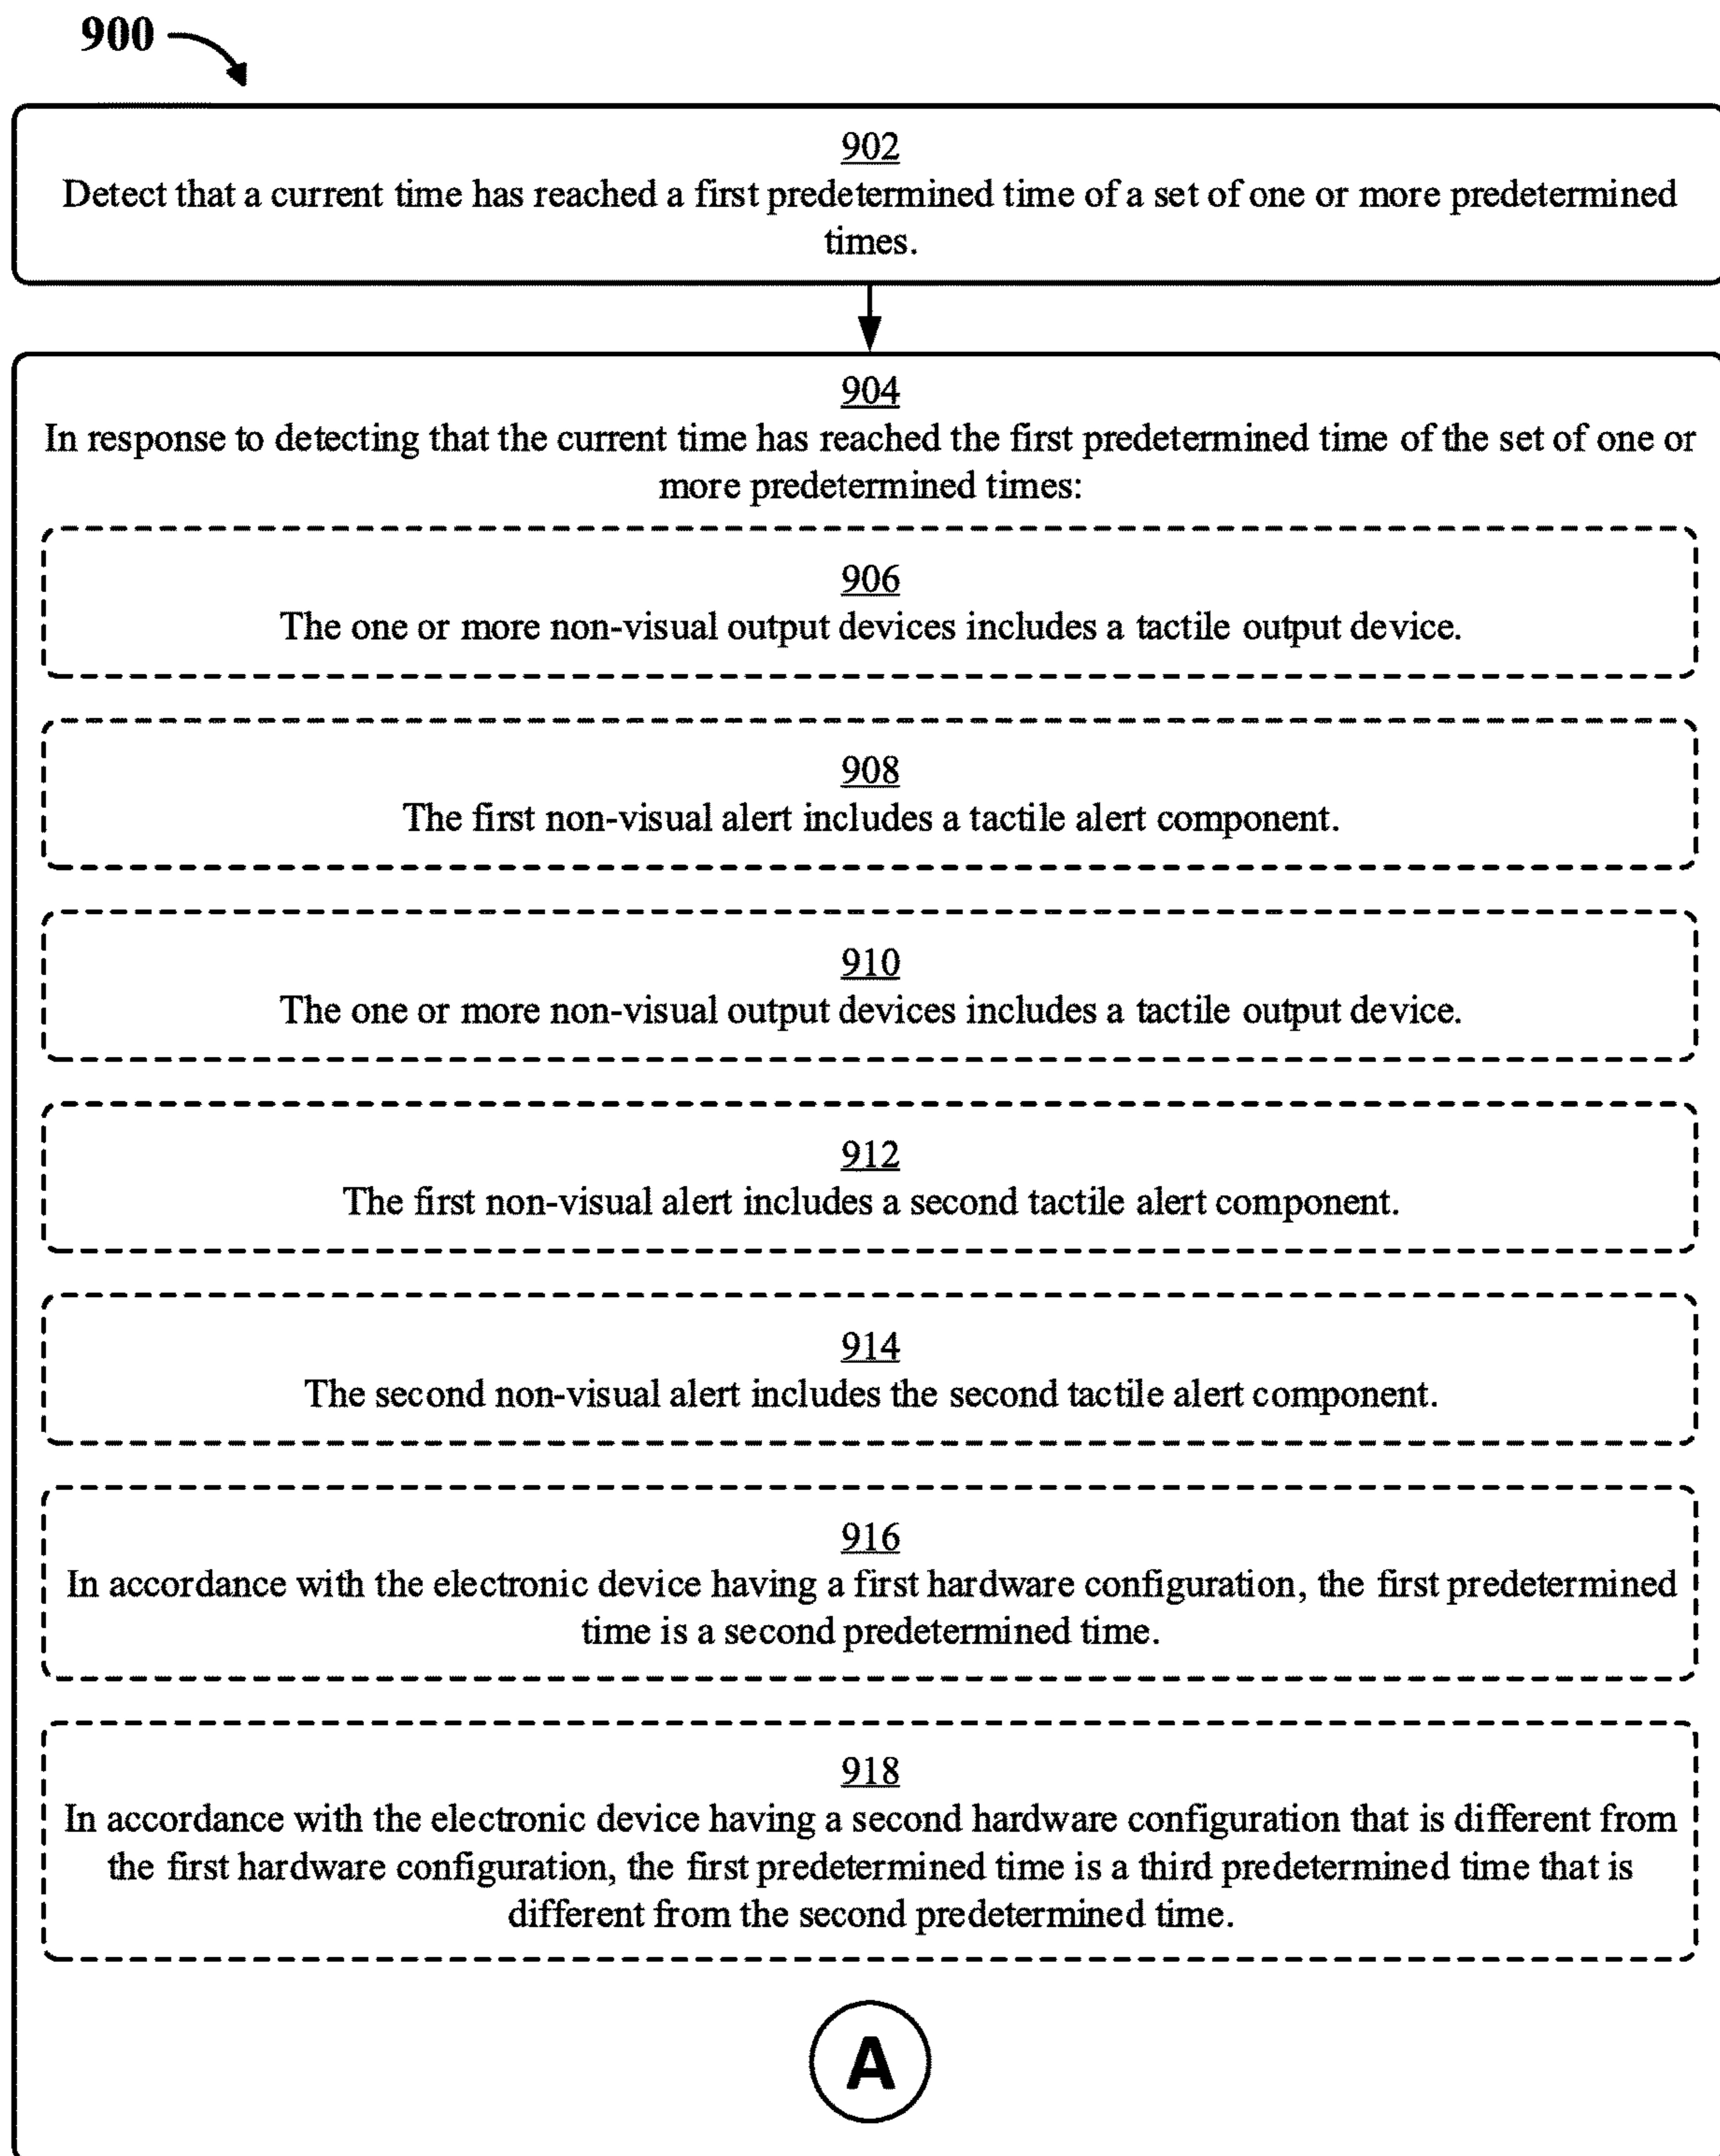 900
902
Detect that a current time has reached a first predetermined time of a set of one or more predetermined
times.
904
In response to detecting that the current time has reached the first predetermined time of the set of one or
more predetermined times:
906
The one or more non-visual output devices includes a tactile output device.
908
The first non-visual alert includes a tactile alert component.
910
The one or more non-visual output devices includes a tactile output device.
912
The first non-visual alert includes a second tactile alert component.
914
The second non-visual alert includes the second tactile alert component.
916
In accordance with the electronic device having a first hardware configuration, the first predetermined
time is a second predetermined time.
918
In accordance with the electronic device having a second hardware configuration that is different from
the first hardware configuration, the first predetermined time is a third predetermined time that is
different from the second predetermined time.
A